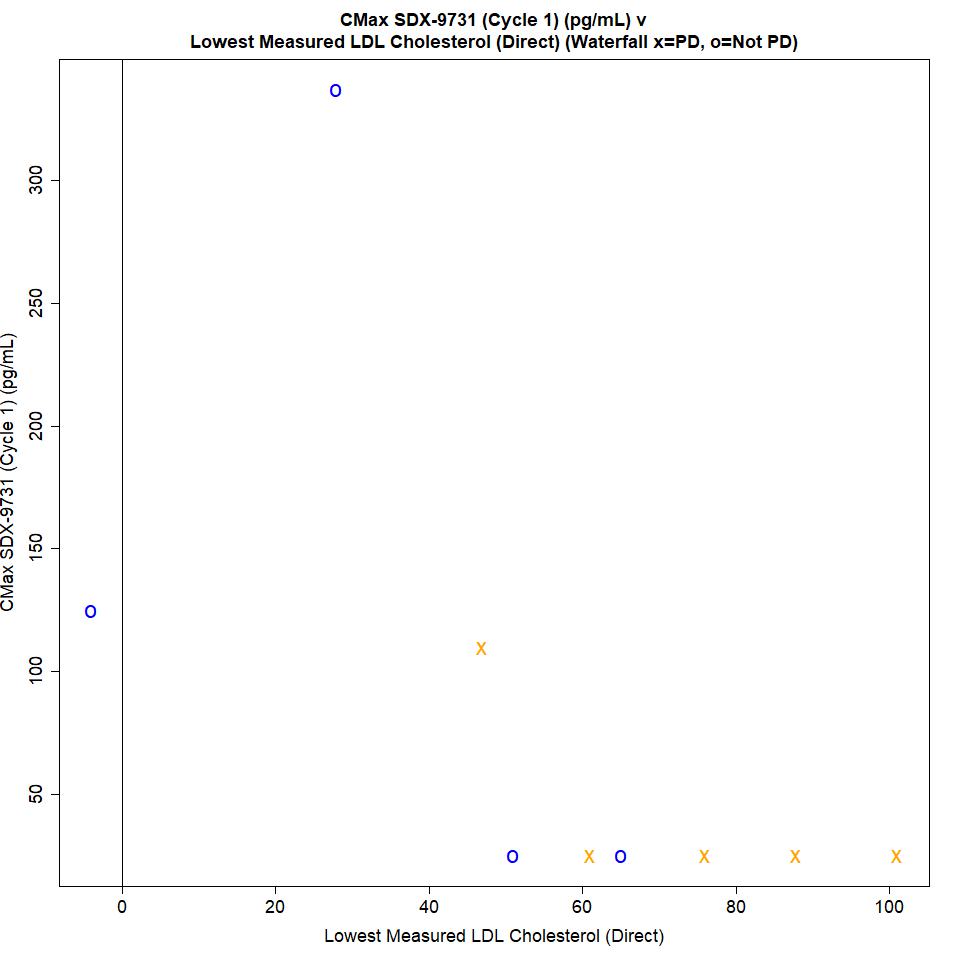 CMax SDX-9731 (Cycle 1) (pg/mL) v
Lowest Measured LDL Cholesterol (Direct) (Waterfall x=PD, o=Not PD)
CMax SDX-9731 (Cycle 1) (pg/mL)
300
250
200
150
100
50
o
o
x
o
x
o
x
x
x
0
20
40
60
80
100
Lowest Measured LDL Cholesterol (Direct)